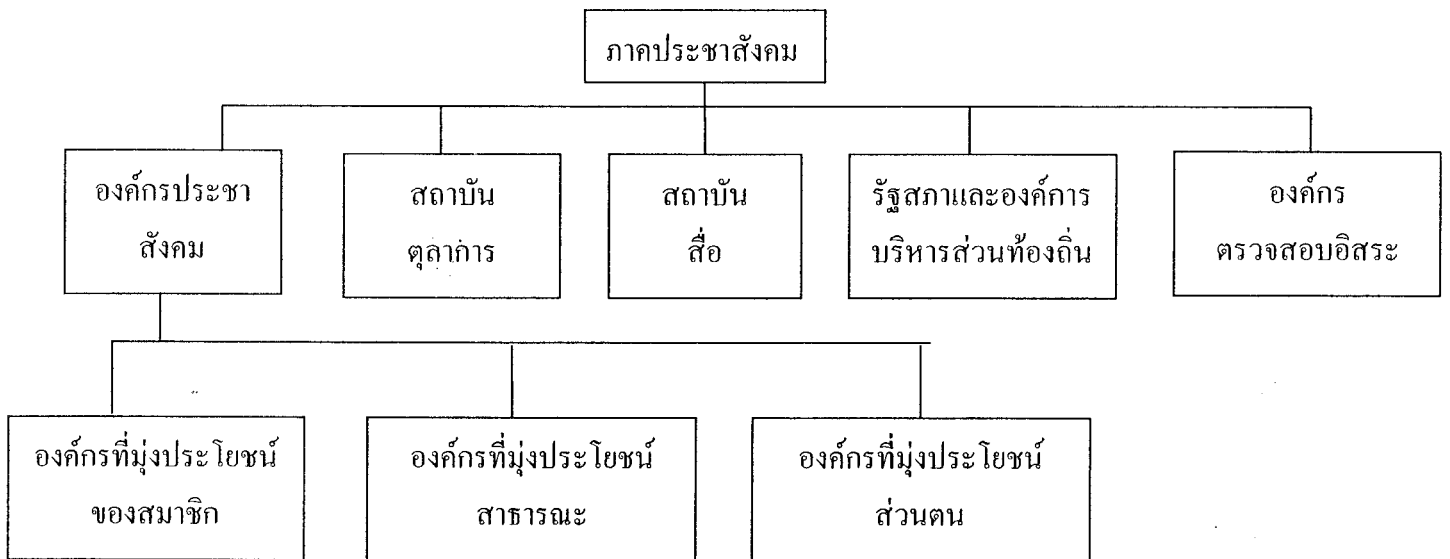 ภาคประชาสังคม
องค์กรประชา
สังคม
สถาบัน
ตุลาการ
สถาบัน
สื่อ
รัฐสภาและองค์การ
บริหารส่วนท้องถิ่น
องค์กร
ตรวจสอบอิสระ
องค์กรที่มุ่งประโยชน์
ของสมาชิก
องค์กรที่มุ่งประโยชน์
สาธารณะ
องค์กรที่มุ่งประโยชน์
ส่วนตน